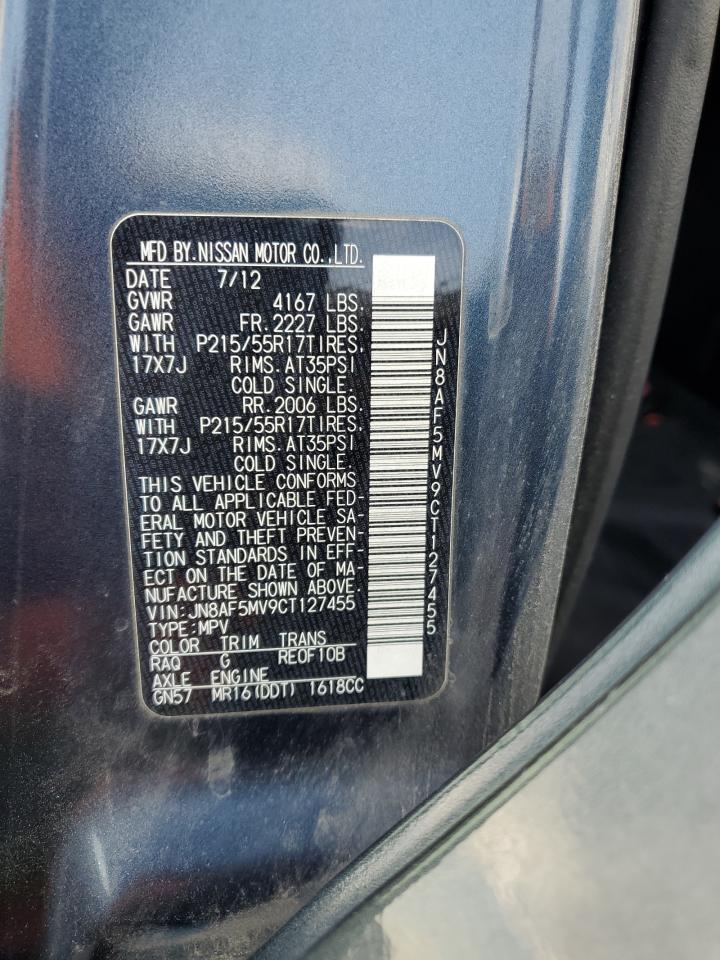 MFD BY.NISSAN MOTOR CO.,LTD.
DATE 7/12
GVWR 4167 LBS.
GAWR FR.2227 LBS.
WITH P215/55R17TIRES,
17X7J RIMS.AT35PSI
COLD SINGLE.
GAWR RR.2006 LBS.
WITH P215/55R17TIRES,
17X7J RIMS.AT35PSI
COLD SINGLE.
THIS VEHICLE CONFORMS
TO ALL APPLICABLE FED-
ERAL MOTOR VEHICLE SA-
FETY AND THEFT PREVEN-
TION STANDARDS IN EFF-
ECT ON THE DATE OF MA-
NUFACTURE SHOWN ABOVE.
VIN:JN8AF5MV9CT127455
TYPE:MPV
COLOR TRIM TRANS
RAQ G RE0F10B
AXLE ENGINE
GN57 MR16(DDT) 1618CC
JN8AF5MV9CT127455